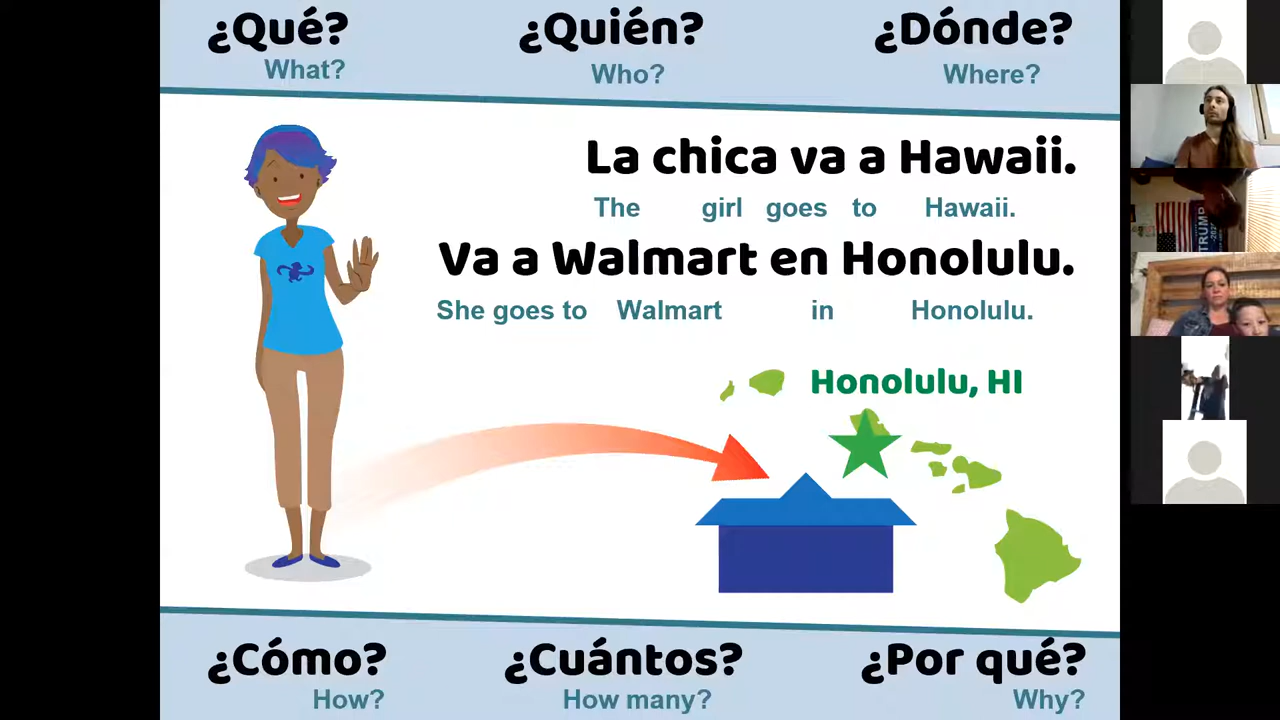 ¿Qué? ¿Quién? ¿Dónde?
What? Who? Where?
La chica va a Hawaii.
The girl goes to Hawaii.
Va a Walmart en Honolulu.
She goes to Walmart in Honolulu.
Honolulu, HI
¿Cómo? ¿Cuántos? ¿Por qué?
How? How many? Why?
TRUMP